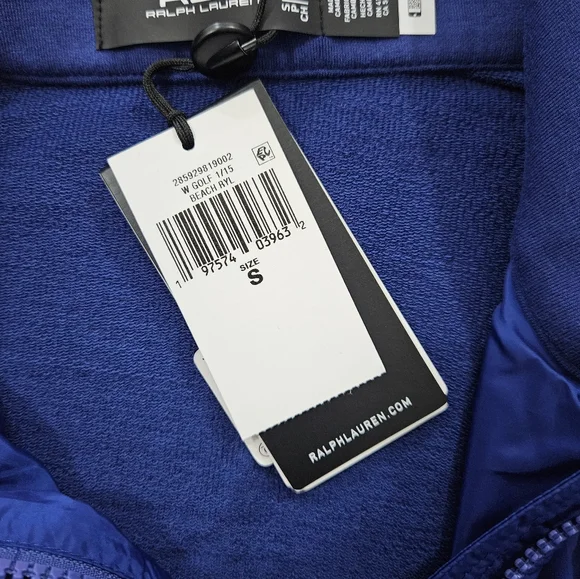 RALPH LAUREN
285929819002
W GOLF 1/15
BEACH RYL
1 97574 03963 2
SIZE
S
RALPHLAUREN.COM